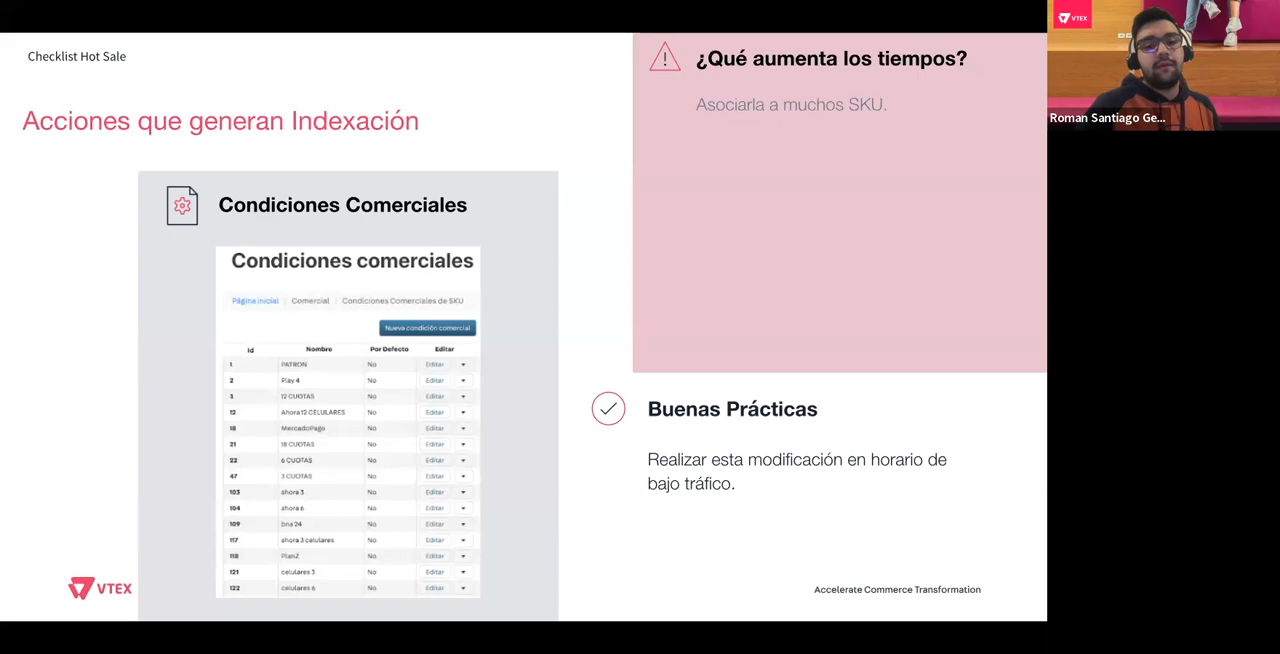 Checklist Hot Sale
Acciones que generan Indexación
Condiciones Comerciales
Condiciones comerciales
Página inicial / Comercial / Condiciones Comerciales de SKU
Nueva condición comercial
Id Nombre Por Defecto Editar
1 PATRON No Editar
2 Play 4 No Editar
12 CUOTAS No Editar
12 Ahora 12 CELULARES No Editar
18 MercadoPago No Editar
21 18 CUOTAS No Editar
22 6 CUOTAS No Editar
47 3 CUOTAS No Editar
103 ahora 3 No Editar
104 ahora 6 No Editar
109 bna 24 No Editar
117 ahora 3 celulares No Editar
118 PlanZ No Editar
121 celulares 3 No Editar
122 celulares 6 No Editar
VTEX
¿Qué aumenta los tiempos?
Asociarla a muchos SKU.
Buenas Prácticas
Realizar esta modificación en horario de
bajo tráfico.
Accelerate Commerce Transformation
VTEX
Roman Santiago Ge...